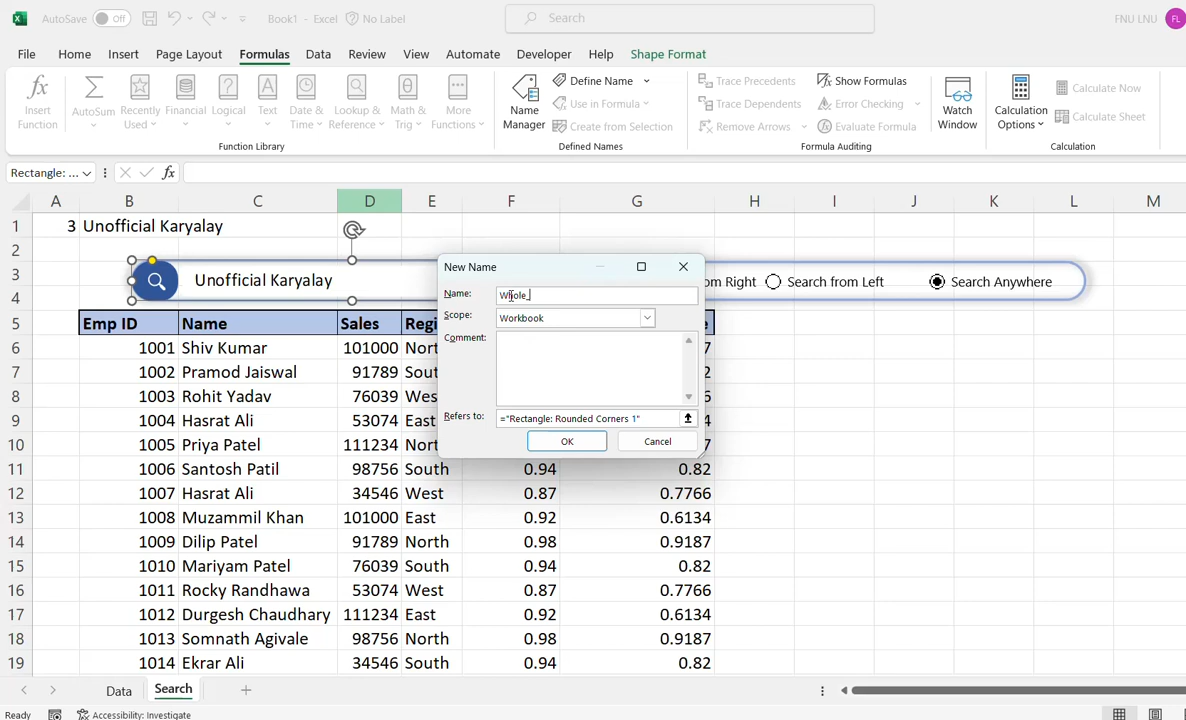 AutoSave Off Book1 - Excel No Label Search FNU LNU FL
File Home Insert Page Layout Formulas Data Review View Automate Developer Help Shape Format
Insert Function
AutoSum
Recently Used
Financial
Logical
Text
Date & Time
Lookup & Reference
Math & Trig
More Functions
Function Library
Name Manager
Define Name
Use in Formula
Create from Selection
Defined Names
Trace Precedents
Trace Dependents
Remove Arrows
Show Formulas
Error Checking
Evaluate Formula
Formula Auditing
Watch Window
Calculation Options
Calculate Now
Calculate Sheet
Calculation
Rectangle: ... fx
A B C D E F G H I J K L M
1 3 Unofficial Karyalay
2
3 Unofficial Karyalay om Right Search from Left Search Anywhere
4
5 Emp ID Name Sales Regi e
6 1001 Shiv Kumar 101000 Nort 7
7 1002 Pramod Jaiswal 91789 Sout 2
8 1003 Rohit Yadav 76039 Wes 6
9 1004 Hasrat Ali 53074 East 4
10 1005 Priya Patel 111234 Nort 7
11 1006 Santosh Patil 98756 South 0.94 0.82
12 1007 Hasrat Ali 34546 West 0.87 0.7766
13 1008 Muzammil Khan 101000 East 0.92 0.6134
14 1009 Dilip Patel 91789 North 0.98 0.9187
15 1010 Mariyam Patel 76039 South 0.94 0.82
16 1011 Rocky Randhawa 53074 West 0.87 0.7766
17 1012 Durgesh Chaudhary 111234 East 0.92 0.6134
18 1013 Somnath Agivale 98756 North 0.98 0.9187
19 1014 Ekrar Ali 34546 South 0.94 0.82
New Name
Name: Whole_
Scope: Workbook
Comment:
Refers to: ="Rectangle: Rounded Corners 1"
OK Cancel
Data Search
Ready Accessibility: Investigate